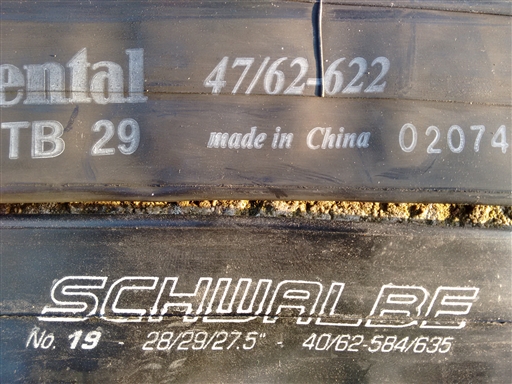 ental 47/62-622
TB 29 made in China 02074
SCHWALBE
No. 19 - 28/29/27.5" - 40/62-584/635